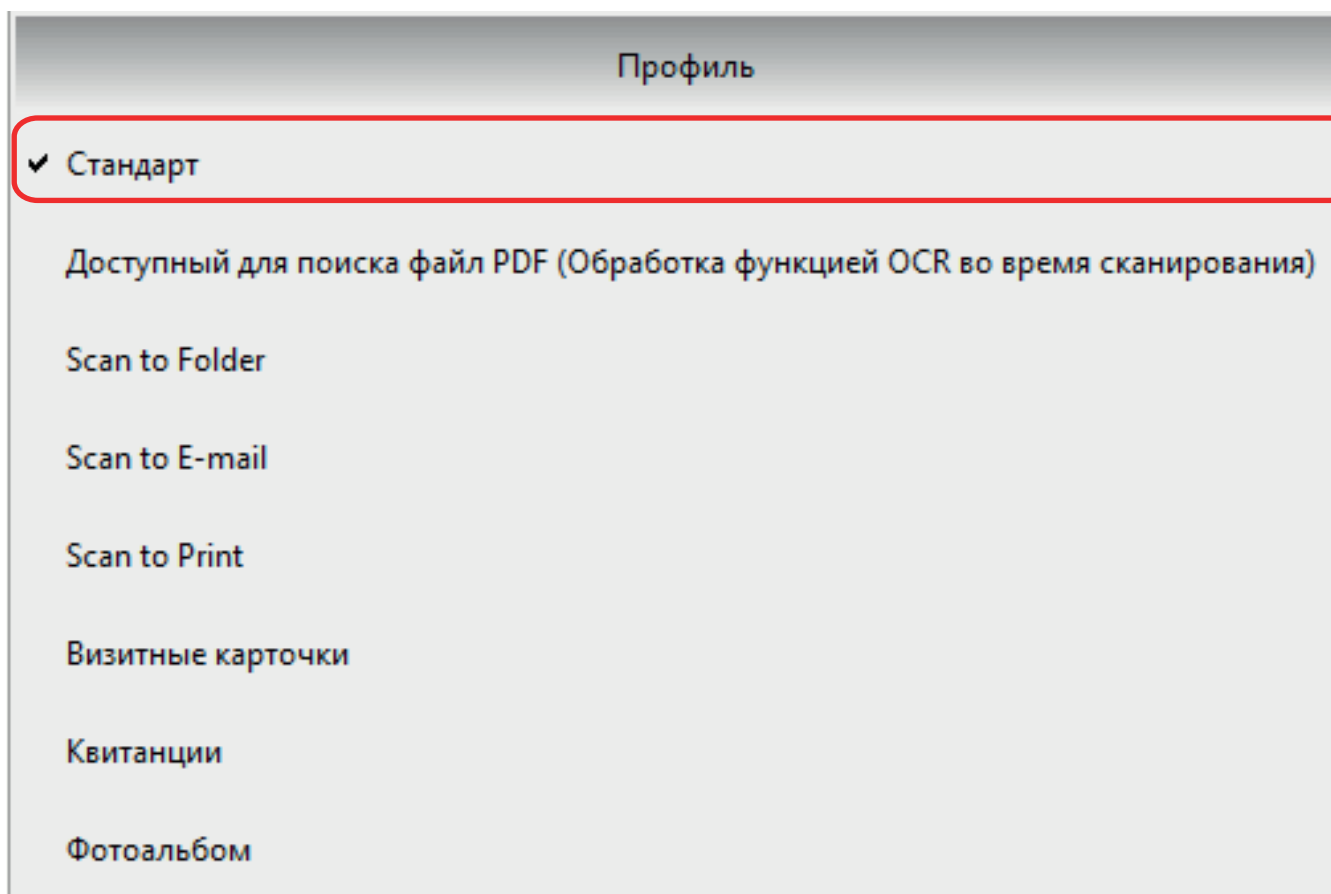 Профиль
Стандарт
Доступный для поиска файл PDF (Обработка функцией OCR во время сканирования)
Scan to Folder
Scan to E-mail
Scan to Print
Визитные карточки
Квитанции
Фотоальбом